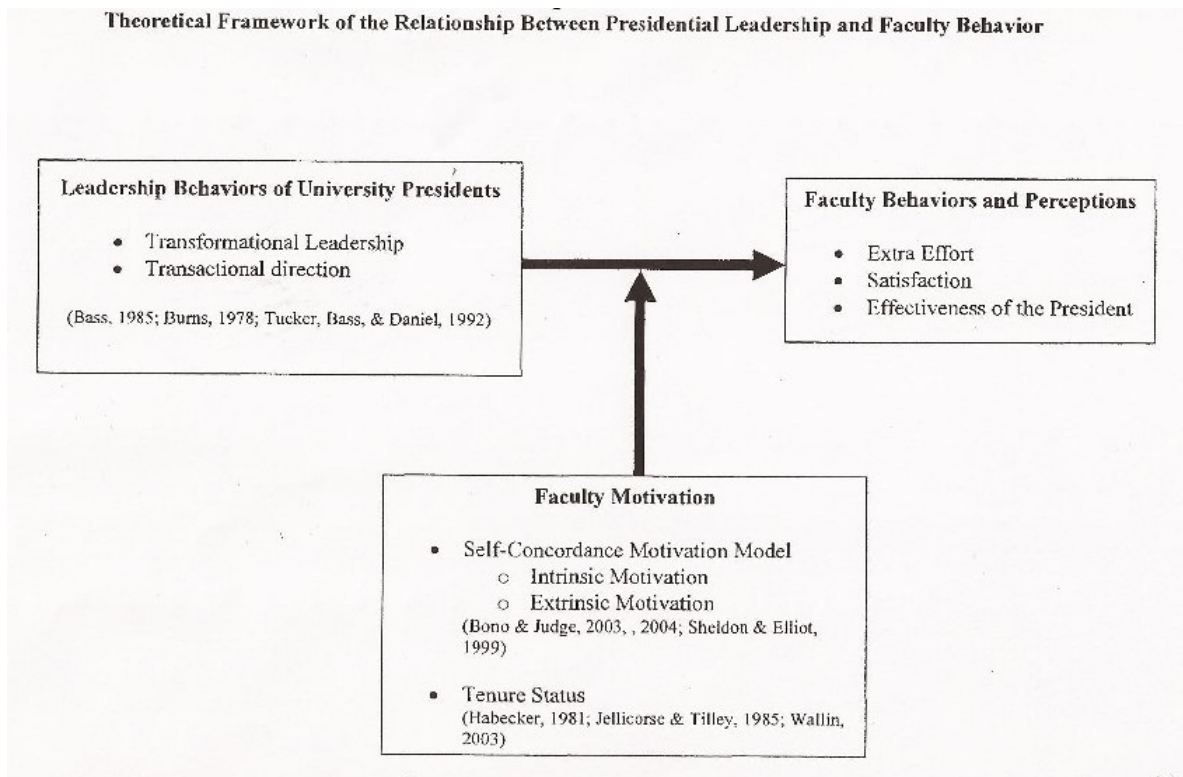 Theoretical Framework of the Relationship Between Presidential Leadership and Faculty Behavior
Leadership Behaviors of University Presidents
• Transformational Leadership
• Transactional direction
(Bass, 1985; Burns, 1978; Tucker, Bass, & Daniel, 1992)
Faculty Behaviors and Perceptions
• Extra Effort
• Satisfaction
• Effectiveness of the President
Faculty Motivation
• Self-Concordance Motivation Model
o Intrinsic Motivation
o Extrinsic Motivation
(Bono & Judge, 2003, , 2004; Sheldon & Elliot,
1999)
• Tenure Status
(Habecker, 1981; Jellicorse & Tilley, 1985; Wallin,
2003)